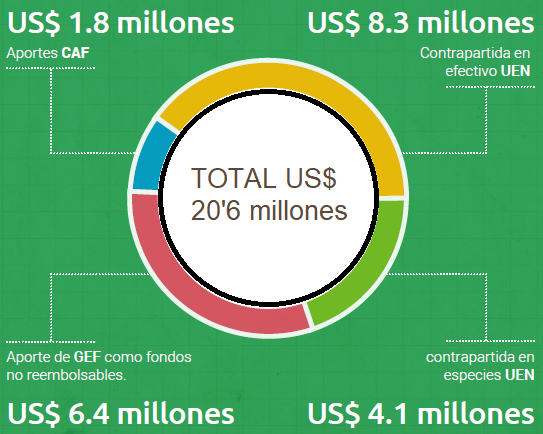 US$ 1.8 millones
Aportes CAF
US$ 8.3 millones
Contrapartida en
efectivo UEN
TOTAL US$
20'6 millones
Aporte de GEF como fondos
no reembolsables.
US$ 6.4 millones
contrapartida en
especies UEN
US$ 4.1 millones